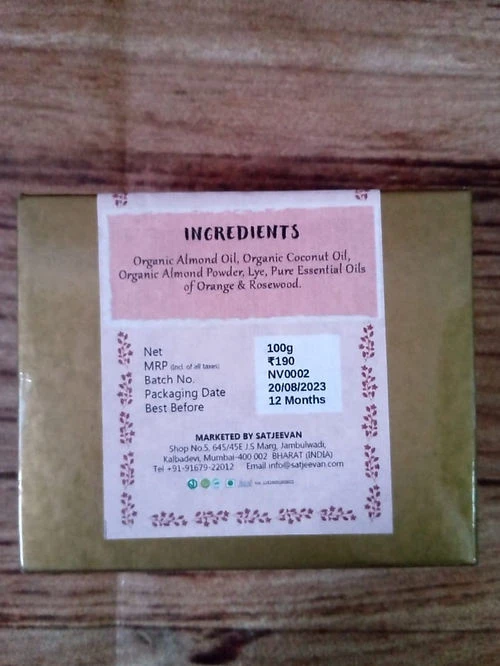 INGREDIENTS
Organic Almond Oil, Organic Coconut Oil,
Organic Almond Powder, Lye, Pure Essential Oils
of Orange & Rosewood.
Net 100g
MRP (Incl. of all taxes) ₹190
Batch No. NV0002
Packaging Date 20/08/2023
Best Before 12 Months
MARKETED BY SATJEEVAN
Shop No.5, 645/45E J.S Marg, Jambulwadi,
Kalbadevi, Mumbai-400 002 BHARAT (INDIA)
Tel +91-91679-22012 Email info@satjeevan.com